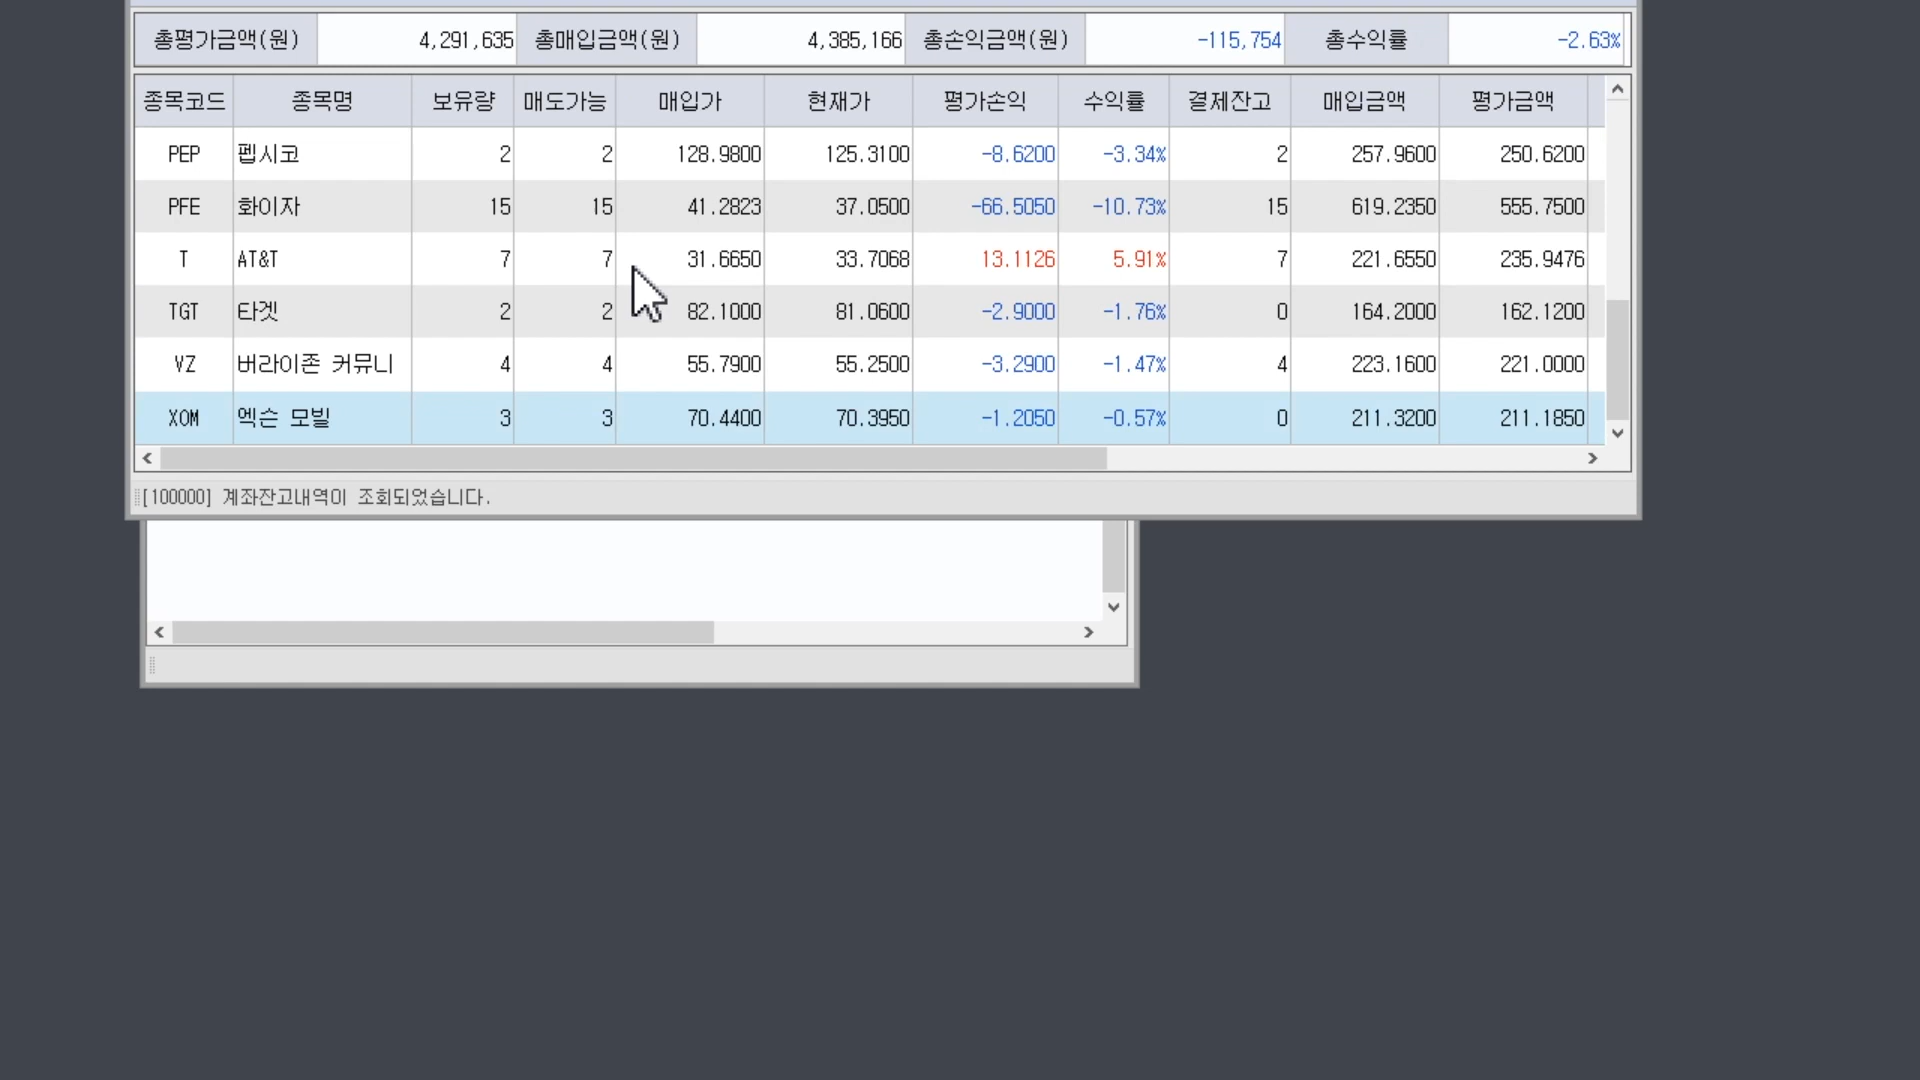 총평가금액(원) 4,291,635 총매입금액(원) 4,385,166 총손익금액(원) -115,754 총수익률 -2.63%
종목코드 종목명 보유량 매도가능 매입가 현재가 평가손익 수익률 결제잔고 매입금액 평가금액
PEP 펩시코 2 2 128.9800 125.3100 -8.6200 -3.34% 2 257.9600 250.6200
PFE 화이자 15 15 41.2823 37.0500 -66.5050 -10.73% 15 619.2350 555.7500
T AT&T 7 7 31.6650 33.7068 13.1126 5.91% 7 221.6550 235.9476
TGT 타겟 2 2 82.1000 81.0600 -2.9000 -1.76% 0 164.2000 162.1200
VZ 버라이존 커뮤니 4 4 55.7900 55.2500 -3.2900 -1.47% 4 223.1600 221.0000
XOM 엑슨 모빌 3 3 70.4400 70.3950 -1.2050 -0.57% 0 211.3200 211.1850
[100000] 계좌잔고내역이 조회되었습니다.